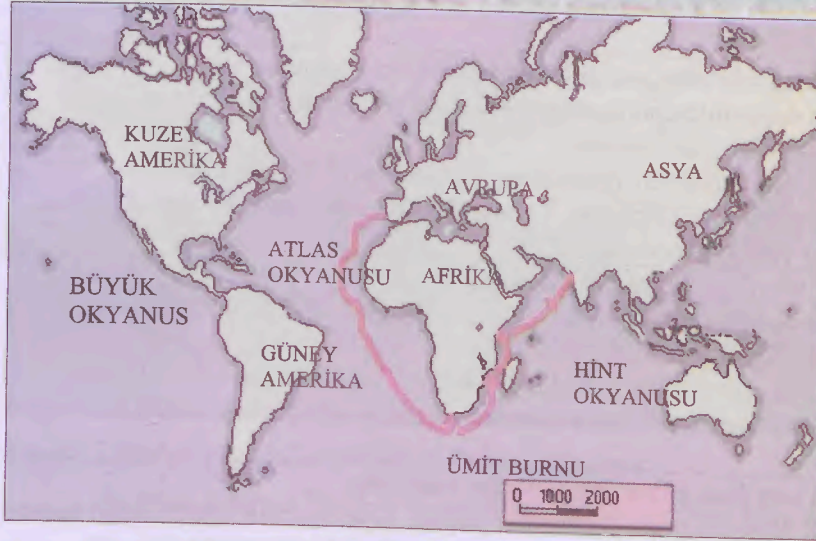 KUZEY
AMERİKA
AVRUPA
ASYA
ATLAS
OKYANUSU
AFRİKA
BÜYÜK
OKYANUS
GÜNEY
AMERİKA
HİNT
OKYANUSU
ÜMİT BURNU
0 1000 2000